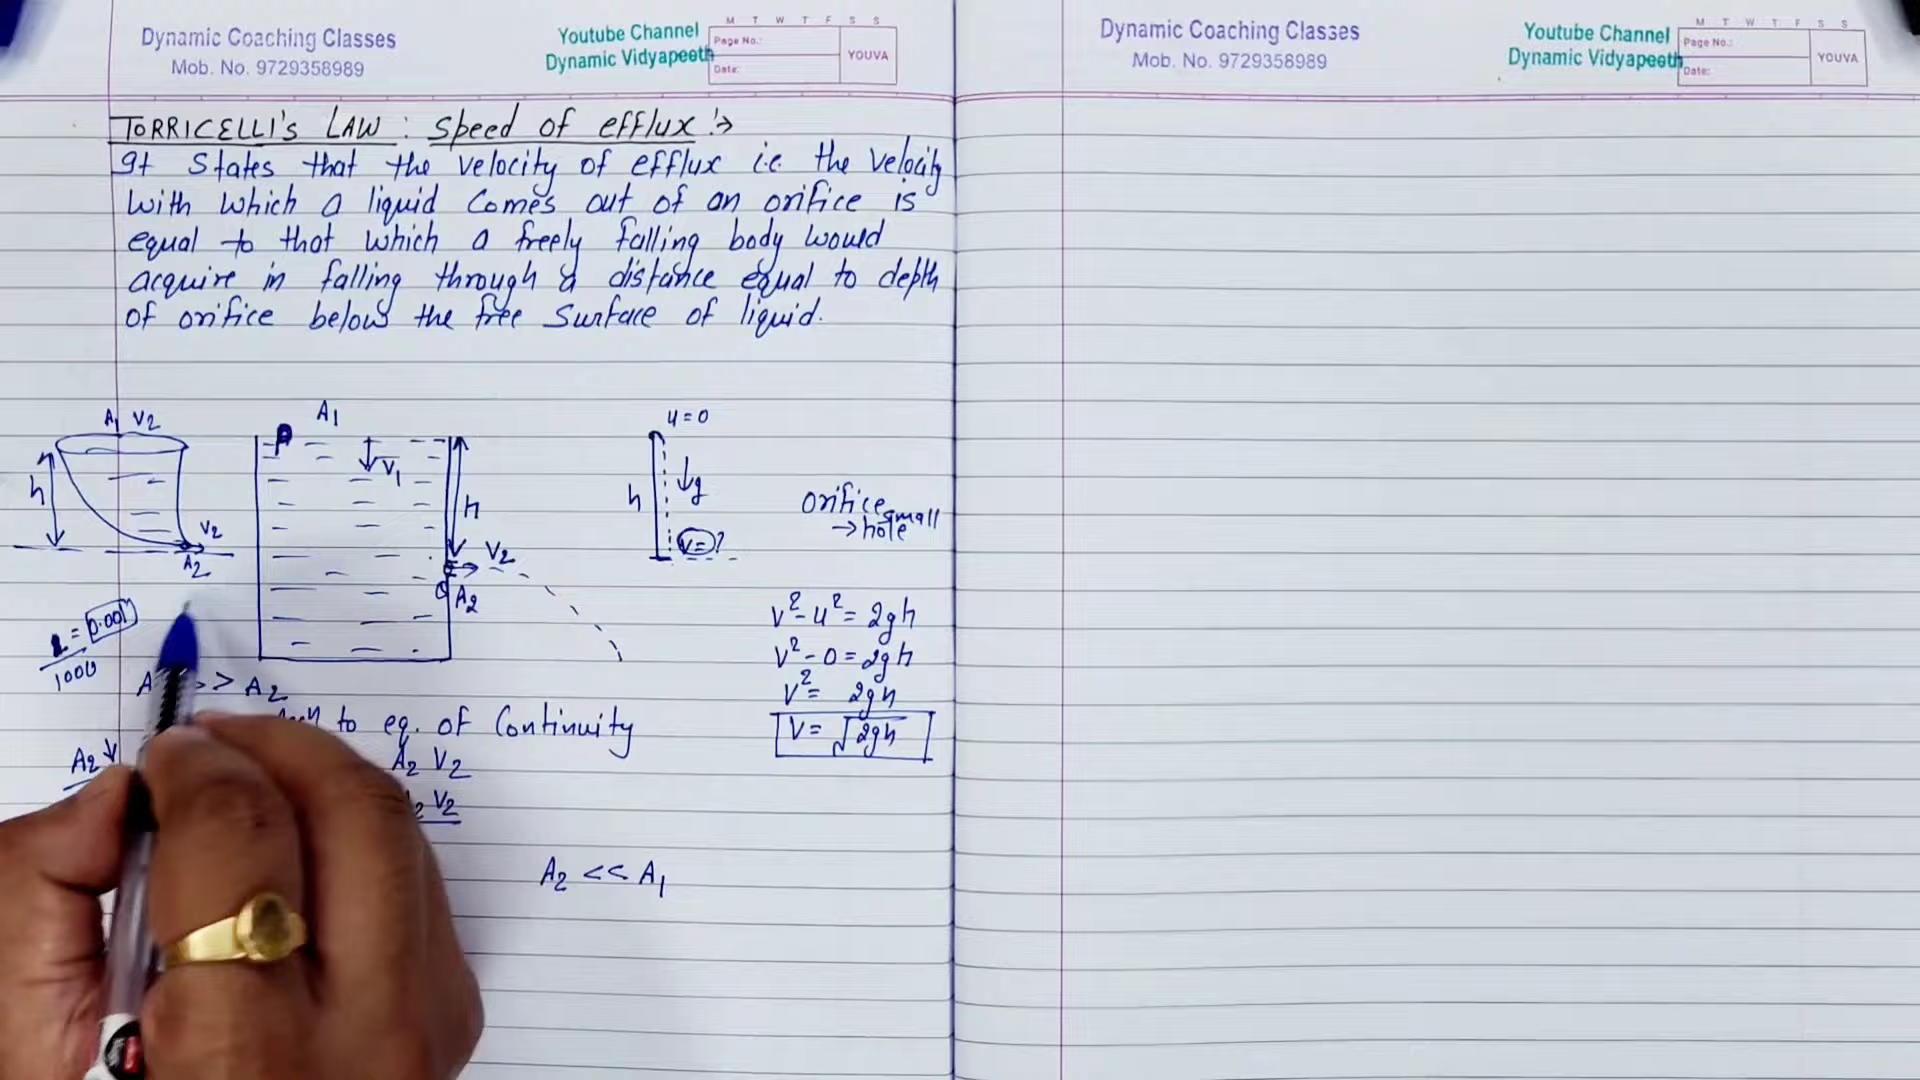 Dynamic Coaching Classes
Mob. No. 9729358989
Youtube Channel
Dynamic Vidyapeeth
M T W T F S S
Page No.:
Date:
YOUVA
Dynamic Coaching Classes
Mob. No. 9729358989
Youtube Channel
Dynamic Vidyapeeth
M T W T F S S
Page No.:
Date:
YOUVA
TORRICELLI's LAW : Speed of efflux :→
It states that the velocity of efflux i.e. the velocity
with which a liquid comes out of an orifice is
equal to that which a freely falling body would
acquire in falling through a distance equal to depth
of orifice below the free surface of liquid.
A1 V2
h
V2
A2
A1
P
V1
h
V2
A2
u = 0
h
g
v = ?
orifice
→ small hole
v² - u² = 2gh
v² - 0 = 2gh
v² = 2gh
v = √2gh
= 0.001
1000
> A2
to eq. of Continuity
A2 ↓
A2 V2
V2
A2 << A1